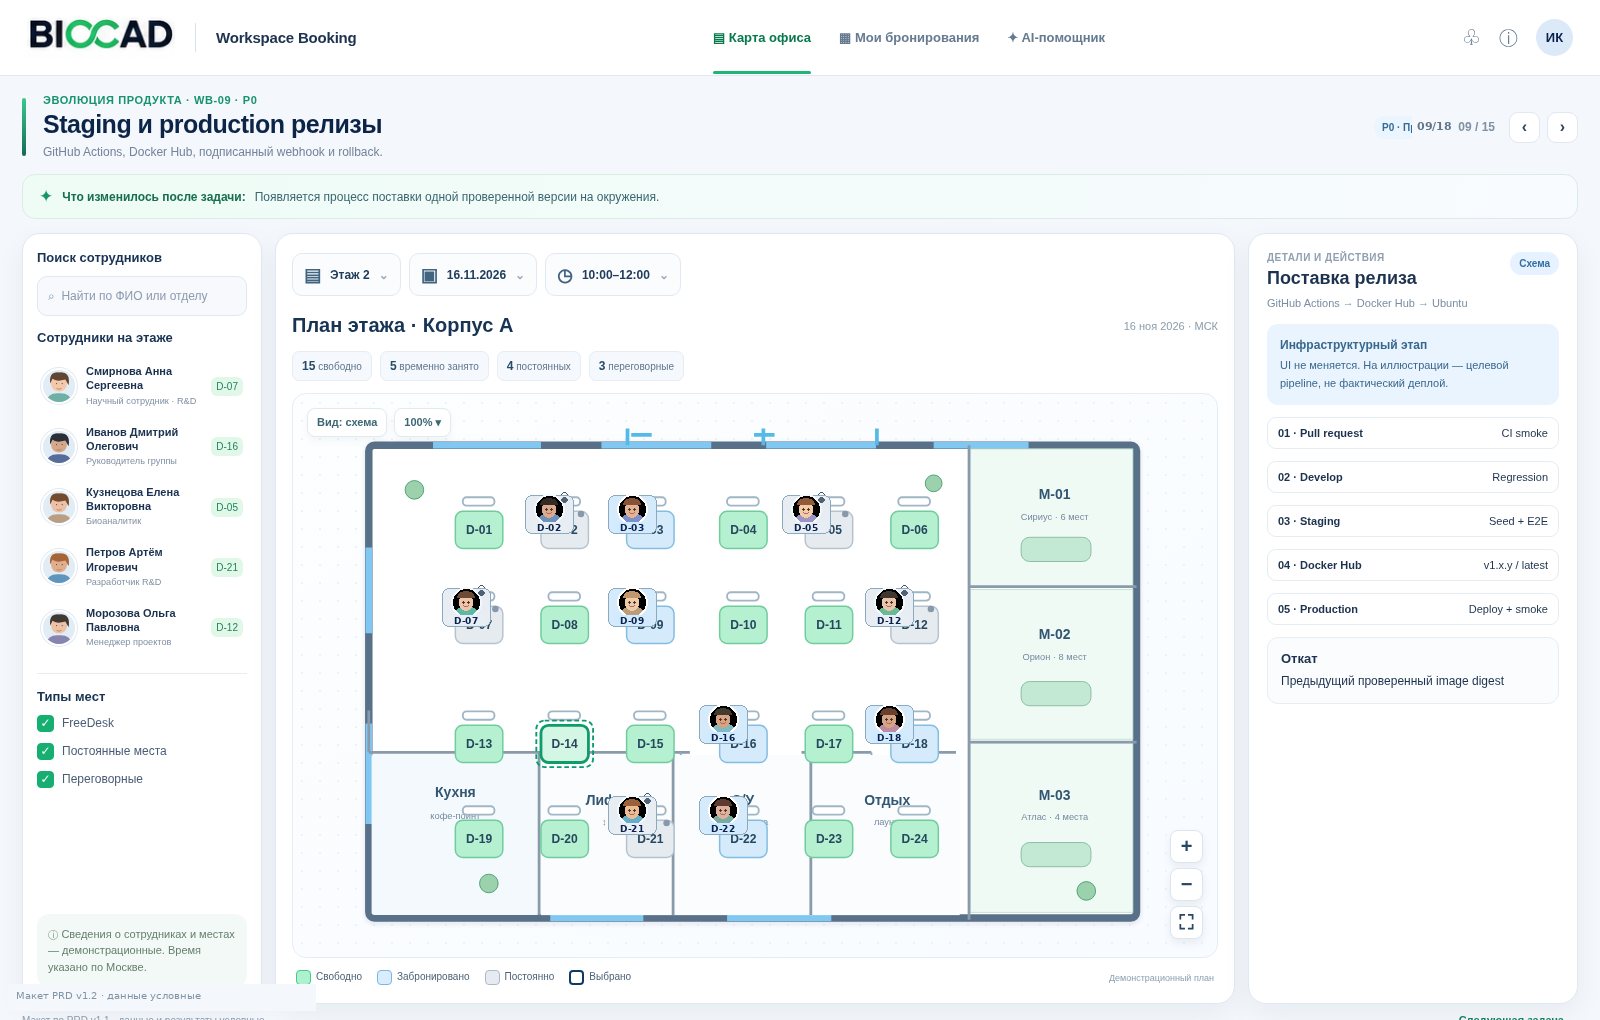 BIOCAD
Workspace Booking
Карта офиса
Мои бронирования
AI-помощник
ИК
ЭВОЛЮЦИЯ ПРОДУКТА · WB-09 · P0
Staging и production релизы
GitHub Actions, Docker Hub, подписанный webhook и rollback.
P0 · П
09/18
09 / 15
Что изменилось после задачи: Появляется процесс поставки одной проверенной версии на окружения.
Поиск сотрудников
Найти по ФИО или отделу
Сотрудники на этаже
Смирнова Анна
Сергеевна
Научный сотрудник · R&D
D-07
Иванов Дмитрий
Олегович
Руководитель группы
D-16
Кузнецова Елена
Викторовна
Биоаналитик
D-05
Петров Артём
Игоревич
Разработчик R&D
D-21
Морозова Ольга
Павловна
Менеджер проектов
D-12
Типы мест
FreeDesk
Постоянные места
Переговорные
ⓘ Сведения о сотрудниках и местах
— демонстрационные. Время
указано по Москве.
Этаж 2
16.11.2026
10:00–12:00
План этажа · Корпус A
16 ноя 2026 · МСК
15 свободно
5 временно занято
4 постоянных
3 переговорные
Вид: схема
100% ▾
D-01
D-02
D-03
D-04
D-05
D-06
D-07
D-08
D-09
D-10
D-11
D-12
D-13
D-14
D-15
D-16
D-16
D-17
D-18
D-18
Кухня
кофе-поинт
Отдых
D-19
D-20
D-21
D-21
D-22
D-22
D-23
D-24
M-01
Сириус · 6 мест
M-02
Орион · 8 мест
M-03
Атлас · 4 места
+
−
Свободно
Забронировано
Постоянно
Выбрано
Демонстрационный план
ДЕТАЛИ И ДЕЙСТВИЯ
Схема
Поставка релиза
GitHub Actions → Docker Hub → Ubuntu
Инфраструктурный этап
UI не меняется. На иллюстрации — целевой
pipeline, не фактический деплой.
01 · Pull request
CI smoke
02 · Develop
Regression
03 · Staging
Seed + E2E
04 · Docker Hub
v1.x.y / latest
05 · Production
Deploy + smoke
Откат
Предыдущий проверенный image digest
Макет PRD v1.2 · данные условные